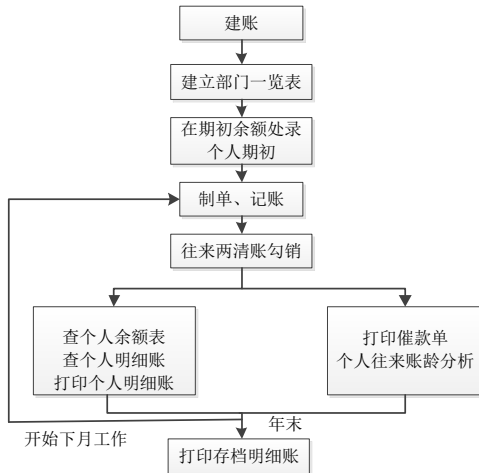 建账
建立部门一览表
在期初余额处录
个人期初
制单、记账
往来两清账勾销
查个人余额表
查个人明细账
打印个人明细账
打印催款单
个人往来账龄分析
年末
开始下月工作
打印存档明细账